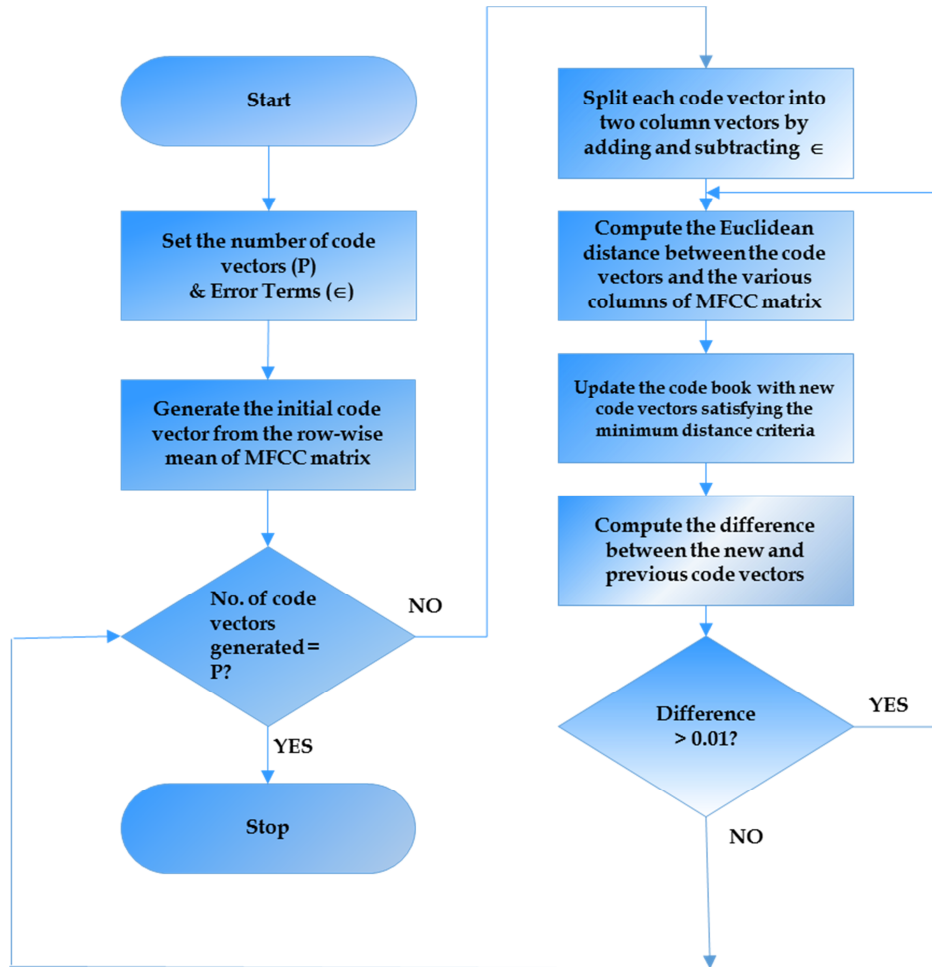 Start
Set the number of code
vectors (P)
& Error Terms (∈)
Generate the initial code
vector from the row-wise
mean of MFCC matrix
No. of code
vectors
generated =
P?
NO
YES
Stop
Split each code vector into
two column vectors by
adding and subtracting ∈
Compute the Euclidean
distance between the code
vectors and the various
columns of MFCC matrix
Update the code book with new
code vectors satisfying the
minimum distance criteria
Compute the difference
between the new and
previous code vectors
Difference
> 0.01?
YES
NO